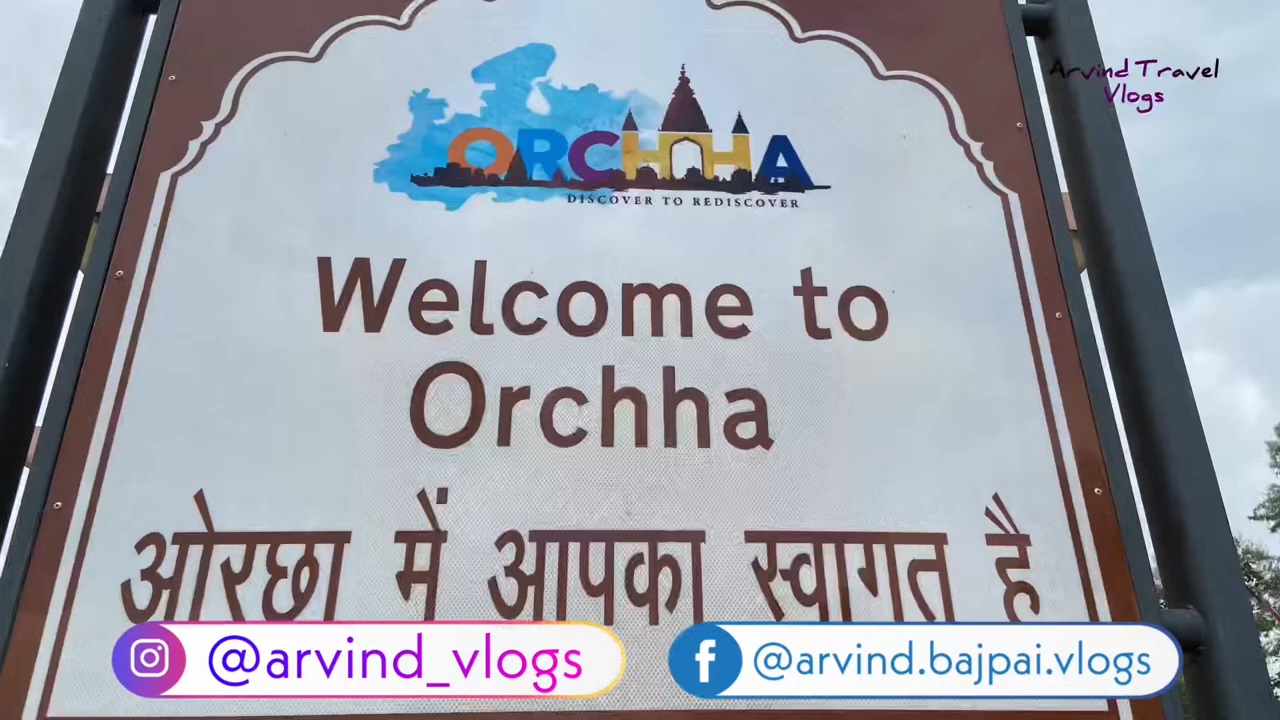 Arvind Travel
Vlogs
ORCHHA
DISCOVER TO REDISCOVER
Welcome to
Orchha
ओरछा में आपका स्वागत है
@arvind_vlogs
@arvind.bajpai.vlogs